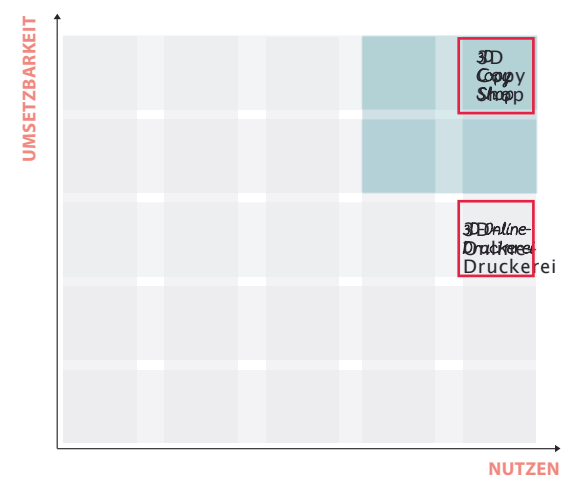 UMSETZBARKEIT
3D
Copy
Shop
3D-
Online-
Druckerei
NUTZEN